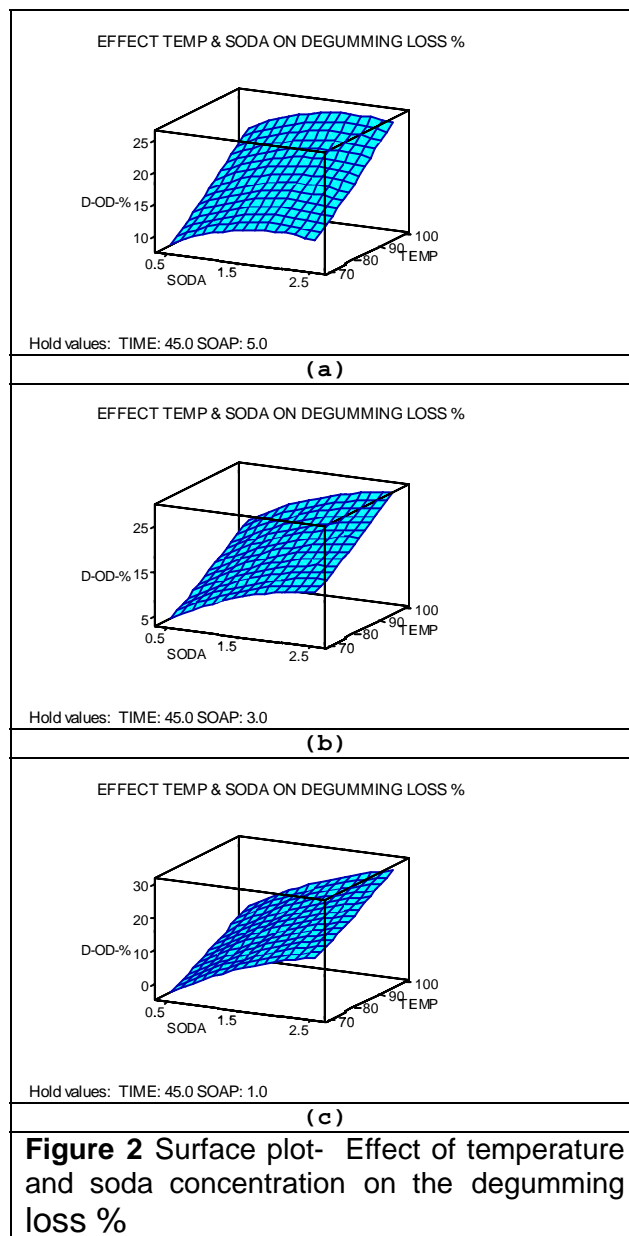 EFFECT TEMP & SODA ON DEGUMMING LOSS %
25
20
D-OD-% 15
10
0.5
SODA
1.5
2.5
70
80
90
100
TEMP
Hold values: TIME: 45.0 SOAP: 5.0
(a)
EFFECT TEMP & SODA ON DEGUMMING LOSS %
25
D-OD-% 15
5
0.5
SODA
1.5
2.5
70
80
90
100
TEMP
Hold values: TIME: 45.0 SOAP: 3.0
(b)
EFFECT TEMP & SODA ON DEGUMMING LOSS %
30
20
D-OD-% 10
0
0.5
SODA
1.5
2.5
70
80
90
100
TEMP
Hold values: TIME: 45.0 SOAP: 1.0
(c)
Figure 2 Surface plot- Effect of temperature
and soda concentration on the degumming
loss %